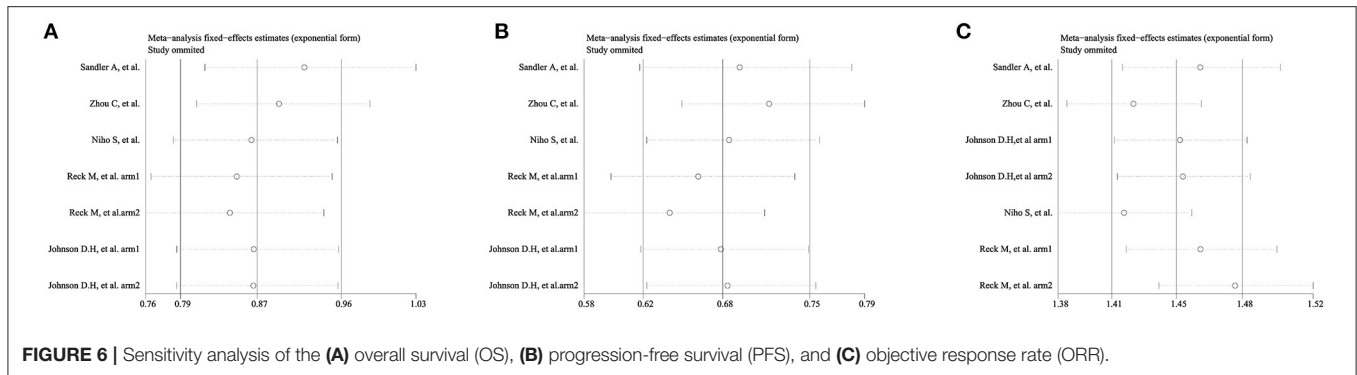 A
Meta-analysis fixed-effects estimates (exponential form)
Study ommited
Sandler A, et al.
Zhou C, et al.
Niho S, et al.
Reck M, et al. arm1
Reck M, et al.arm2
Johnson D.H, et al. arm1
Johnson D.H, et al. arm2
0.76 0.79 0.87 0.96 1.03
B
Meta-analysis fixed-effects estimates (exponential form)
Study ommited
Sandler A, et al.
Zhou C, et al.
Niho S, et al.
Reck M, et al.arm1
Reck M, et al.arm2
Johnson D.H, et al.arm1
Johnson D.H, et al.arm2
0.58 0.62 0.68 0.75 0.79
C
Meta-analysis fixed-effects estimates (exponential form)
Study ommited
Sandler A, et al.
Zhou C, et al.
Johnson D.H,et al arm1
Johnson D.H,et al arm2
Niho S, et al.
Reck M, et al. arm1
Reck M, et al. arm2
1.38 1.41 1.45 1.48 1.52
FIGURE 6 | Sensitivity analysis of the (A) overall survival (OS), (B) progression-free survival (PFS), and (C) objective response rate (ORR).